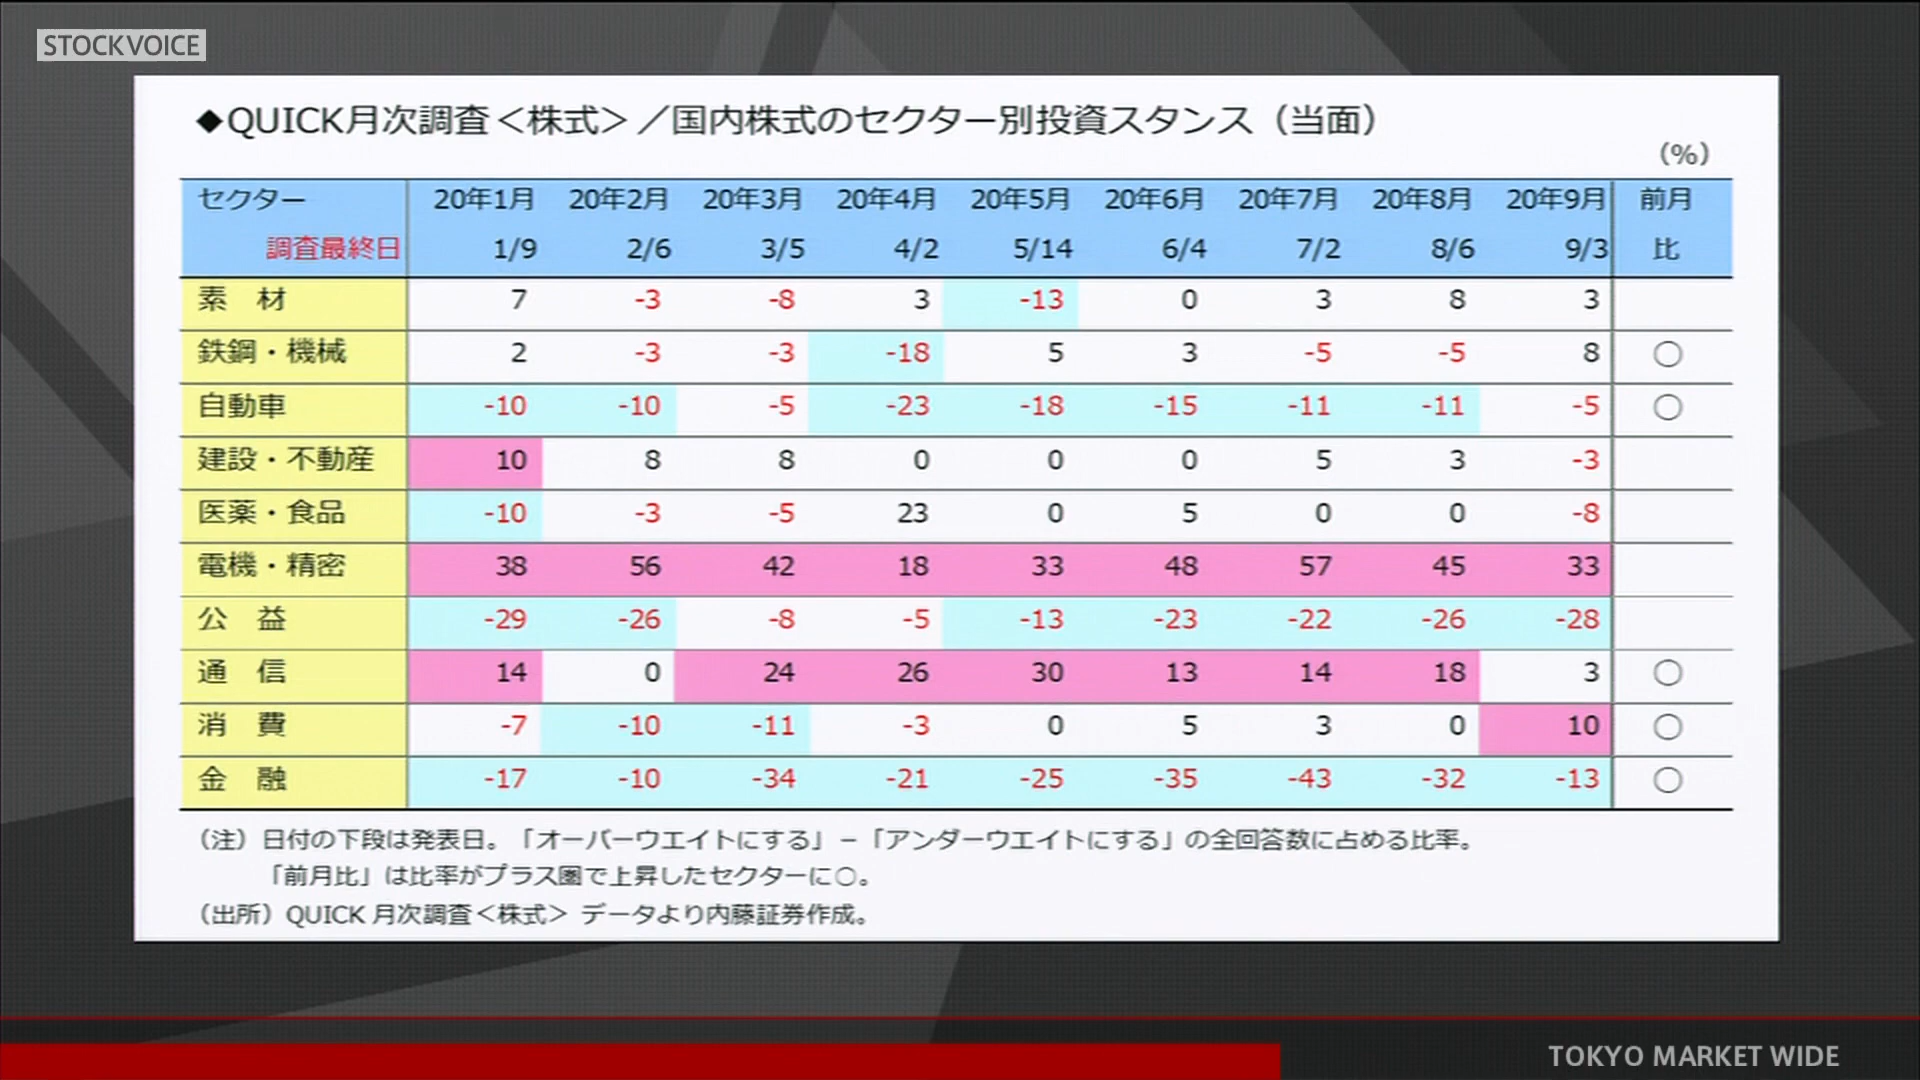 STOCKVOICE
◆QUICK月次調査＜株式＞／国内株式のセクター別投資スタンス（当面）
（%）
セクター 20年1月 20年2月 20年3月 20年4月 20年5月 20年6月 20年7月 20年8月 20年9月 前月
調査最終日 1/9 2/6 3/5 4/2 5/14 6/4 7/2 8/6 9/3 比
素　材 7 -3 -8 3 -13 0 3 8 3
鉄鋼・機械 2 -3 -3 -18 5 3 -5 -5 8 ○
自動車 -10 -10 -5 -23 -18 -15 -11 -11 -5 ○
建設・不動産 10 8 8 0 0 0 5 3 -3
医薬・食品 -10 -3 -5 23 0 5 0 0 -8
電機・精密 38 56 42 18 33 48 57 45 33
公　益 -29 -26 -8 -5 -13 -23 -22 -26 -28
通　信 14 0 24 26 30 13 14 18 3 ○
消　費 -7 -10 -11 -3 0 5 3 0 10 ○
金　融 -17 -10 -34 -21 -25 -35 -43 -32 -13 ○
（注）日付の下段は発表日。「オーバーウエイトにする」－「アンダーウエイトにする」の全回答数に占める比率。
「前月比」は比率がプラス圏で上昇したセクターに○。
（出所）QUICK 月次調査＜株式＞ データより内藤証券作成。
TOKYO MARKET WIDE